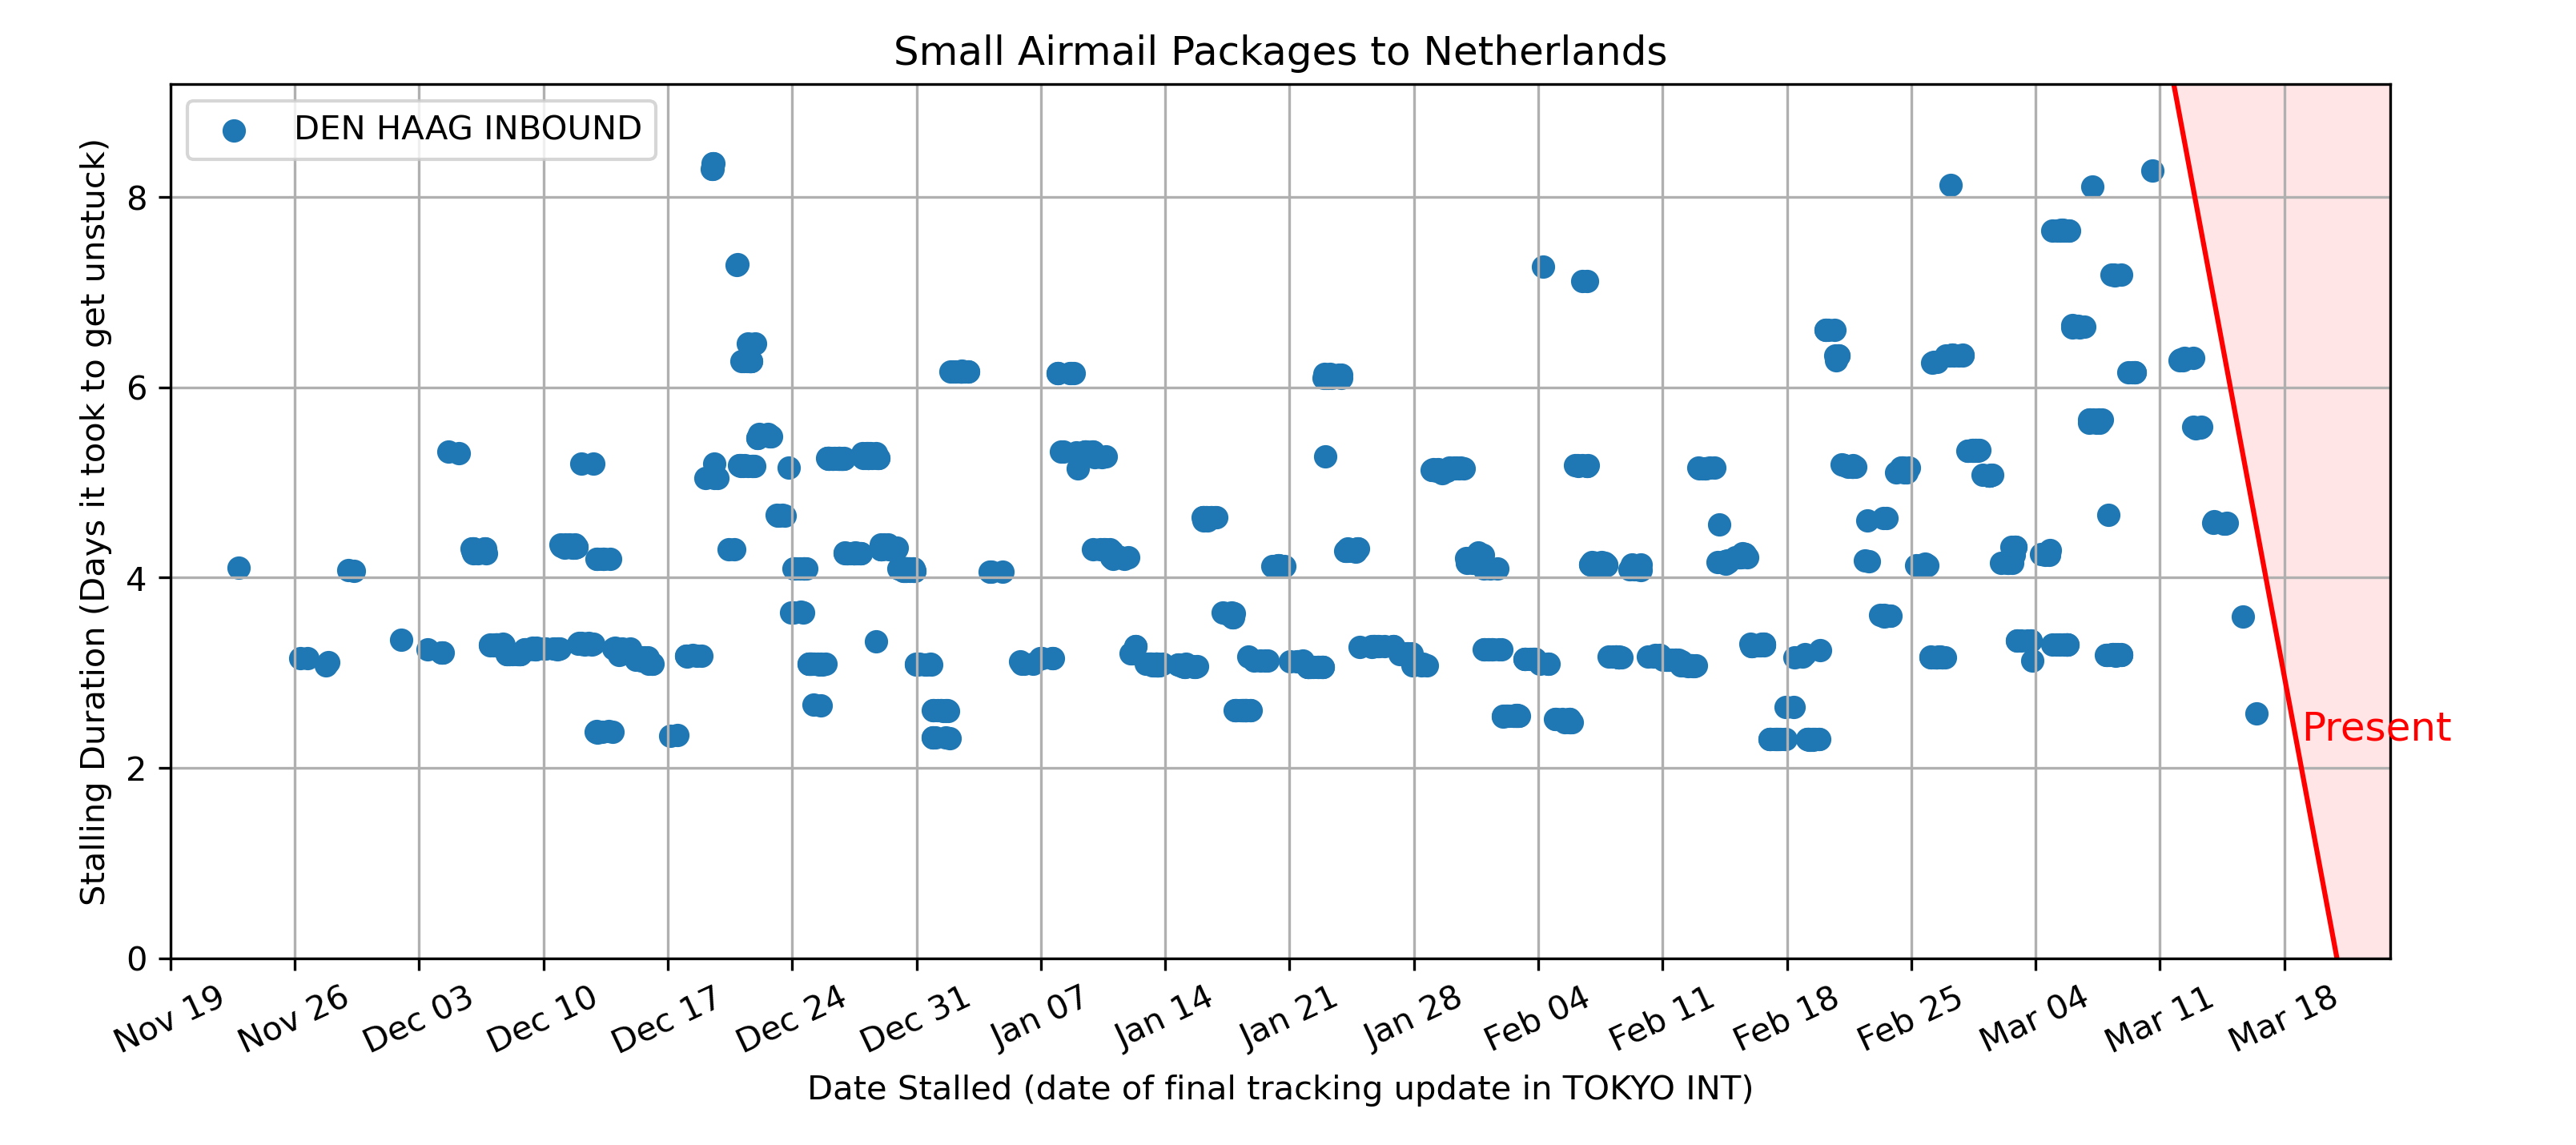 Small Airmail Packages to Netherlands
DEN HAAG INBOUND
Stalling Duration (Days it took to get unstuck)
8
6
4
2
0
Present
Nov 19
Nov 26
Dec 03
Dec 10
Dec 17
Dec 24
Dec 31
Jan 07
Jan 14
Jan 21
Jan 28
Feb 04
Feb 11
Feb 18
Feb 25
Mar 04
Mar 11
Mar 18
Date Stalled (date of final tracking update in TOKYO INT)